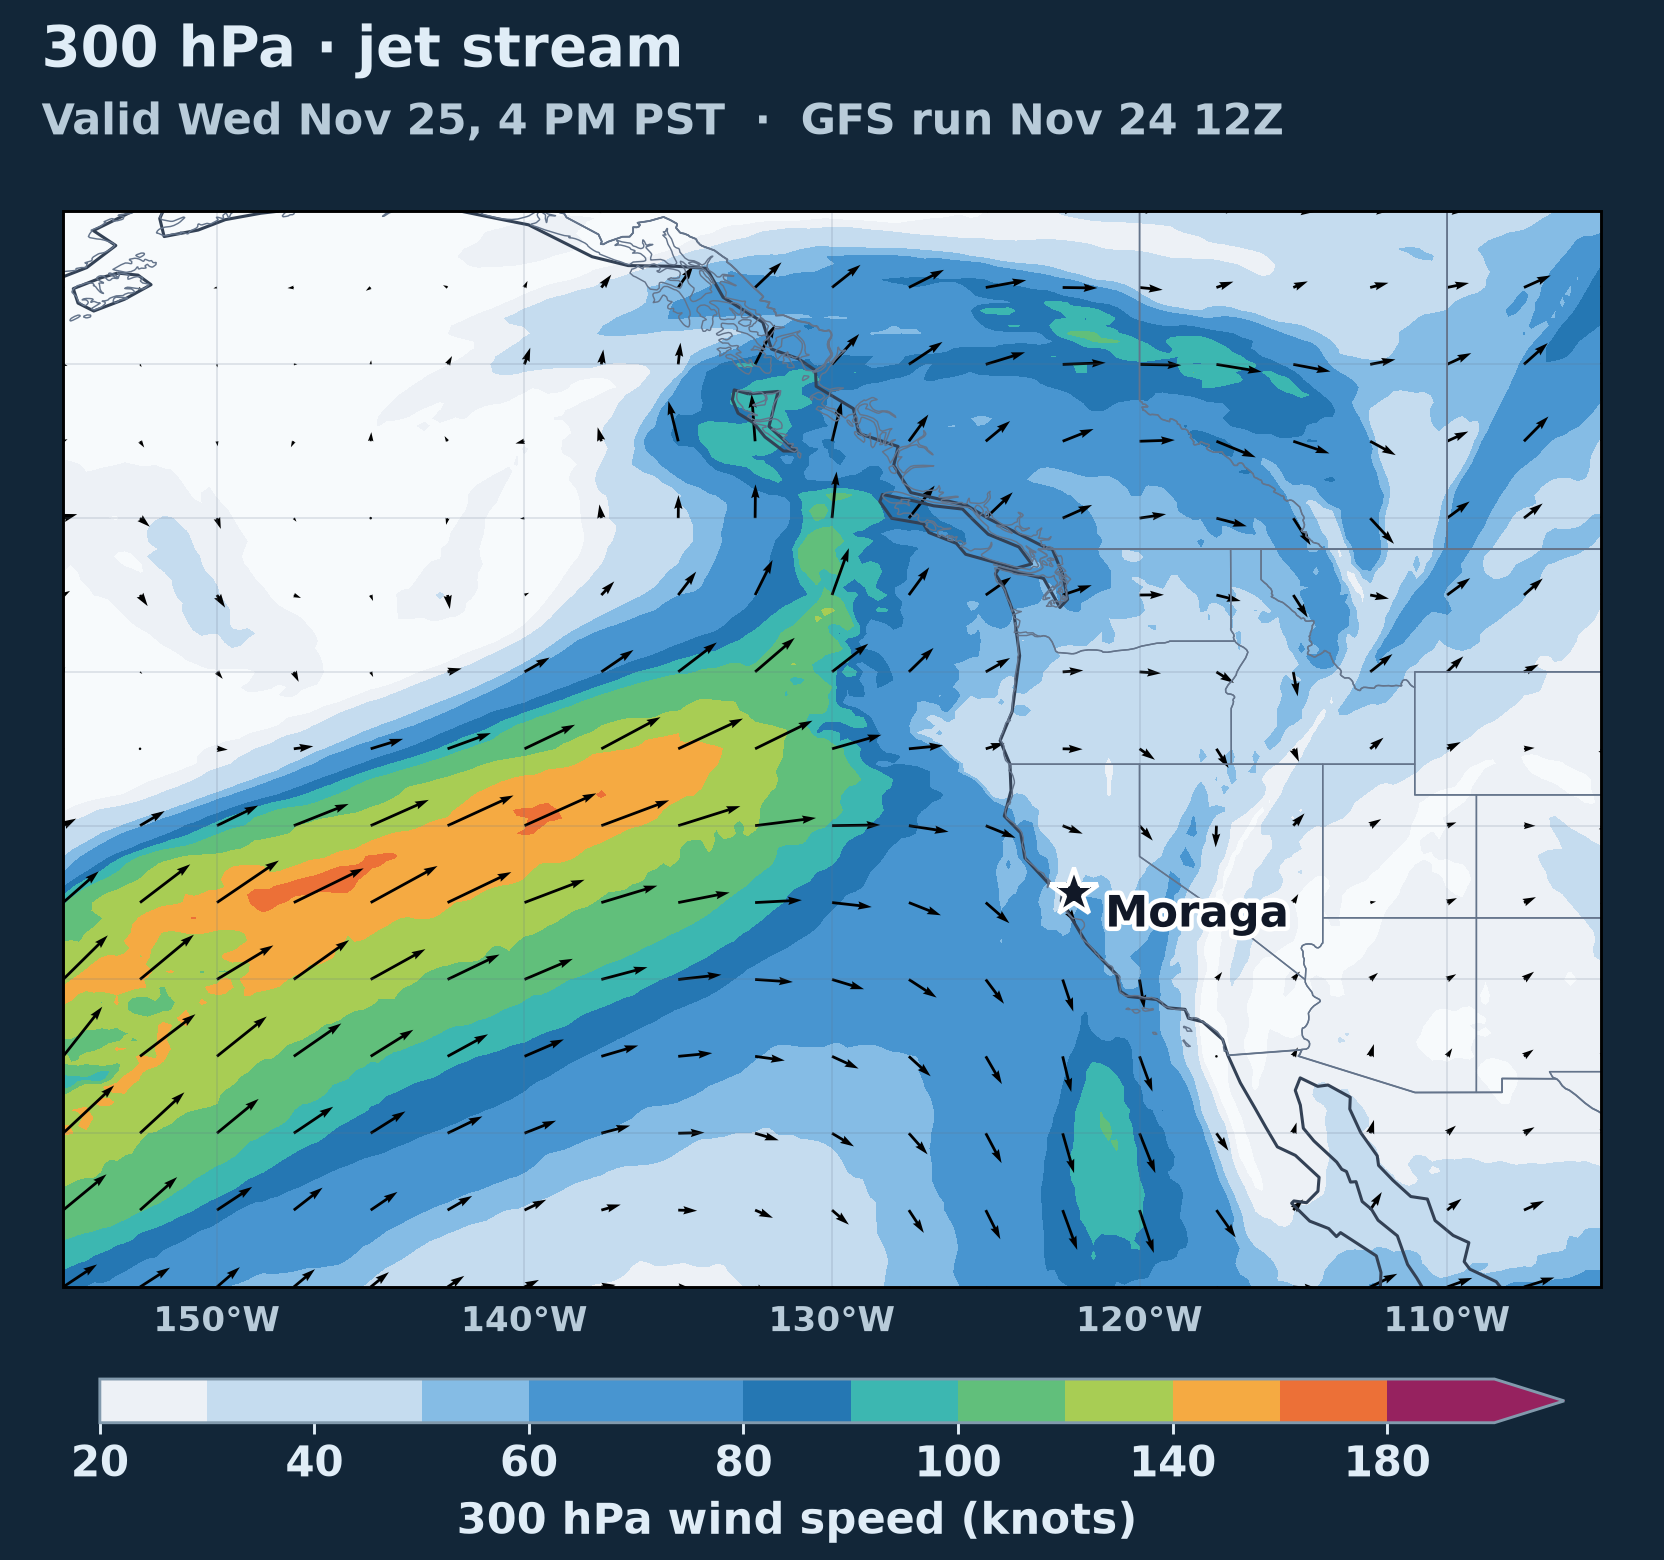 300 hPa · jet stream
Valid Wed Nov 25, 4 PM PST · GFS run Nov 24 12Z
Moraga
150°W 140°W 130°W 120°W 110°W
20 40 60 80 100 140 180
300 hPa wind speed (knots)